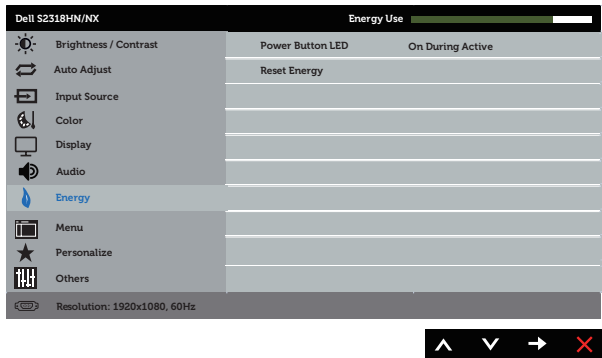 Dell S2318HN/NX Energy Use
Brightness / Contrast Power Button LED On During Active
Auto Adjust Reset Energy
Input Source
Color
Display
Audio
Energy
Menu
Personalize
Others
Resolution: 1920x1080, 60Hz